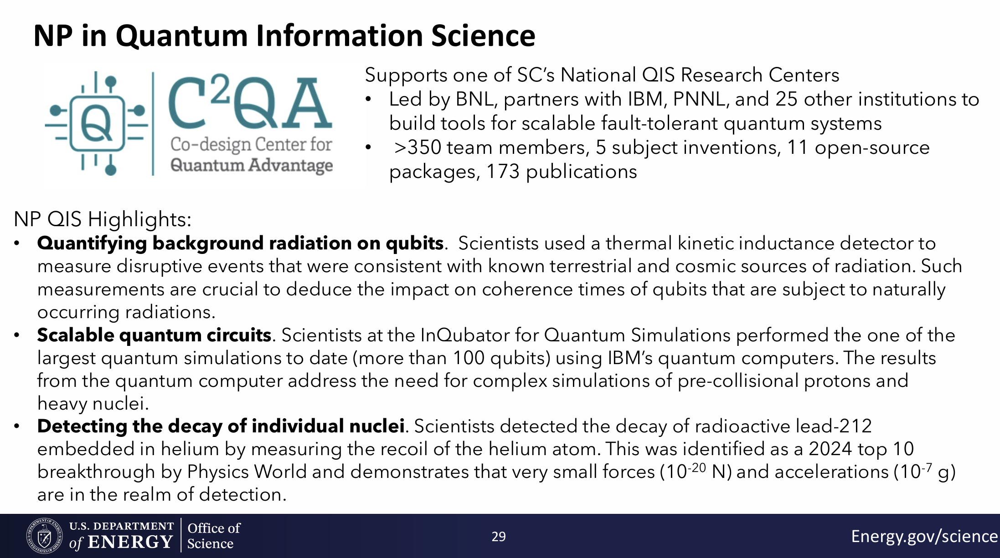 NP in Quantum Information Science
Q
C²QA
Co-design Center for
Quantum Advantage
Supports one of SC’s National QIS Research Centers
• Led by BNL, partners with IBM, PNNL, and 25 other institutions to
build tools for scalable fault-tolerant quantum systems
• >350 team members, 5 subject inventions, 11 open-source
packages, 173 publications
NP QIS Highlights:
• Quantifying background radiation on qubits. Scientists used a thermal kinetic inductance detector to
measure disruptive events that were consistent with known terrestrial and cosmic sources of radiation. Such
measurements are crucial to deduce the impact on coherence times of qubits that are subject to naturally
occurring radiations.
• Scalable quantum circuits. Scientists at the InQubator for Quantum Simulations performed the one of the
largest quantum simulations to date (more than 100 qubits) using IBM’s quantum computers. The results
from the quantum computer address the need for complex simulations of pre-collisional protons and
heavy nuclei.
• Detecting the decay of individual nuclei. Scientists detected the decay of radioactive lead-212
embedded in helium by measuring the recoil of the helium atom. This was identified as a 2024 top 10
breakthrough by Physics World and demonstrates that very small forces (10⁻²⁰ N) and accelerations (10⁻⁷ g)
are in the realm of detection.
DEPARTMENT OF ENERGY
UNITED STATES OF AMERICA
U.S. DEPARTMENT
of ENERGY
Office of
Science
29
Energy.gov/science